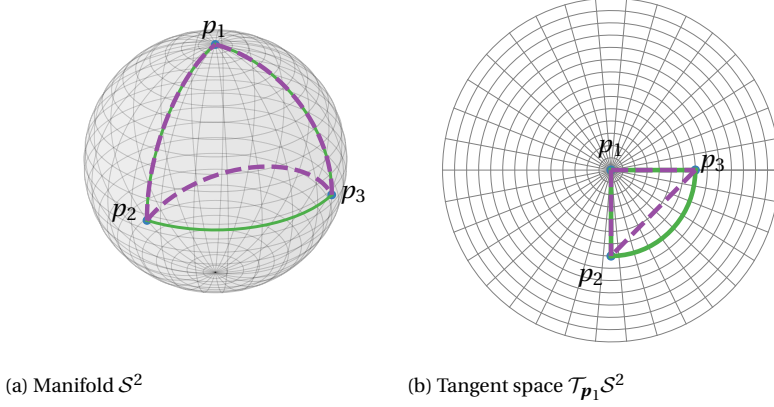 p₁
p₂
p₃
p₁
p₃
p₂
(a) Manifold 𝒮²
(b) Tangent space 𝒯𝒑₁𝒮²